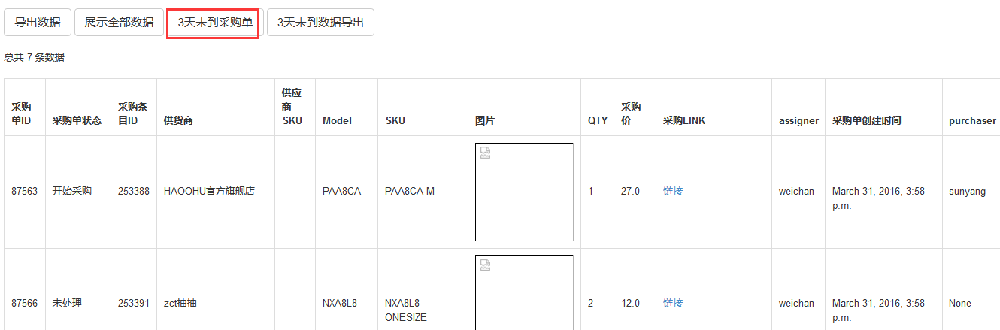 导出数据 展示全部数据 3天未到采购单 3天未到数据导出
总共 7 条数据
采购单ID 采购单状态 采购条目ID 供货商 供应商SKU Model SKU 图片 QTY 采购价 采购LINK assigner 采购单创建时间 purchaser
87563 开始采购 253388 HAOOHU官方旗舰店 PAA8CA PAA8CA-M 1 27.0 链接 weichan March 31, 2016, 3:58 p.m. sunyang
87566 未处理 253391 zct抽抽 NXA8L8 NXA8L8-ONESIZE 2 12.0 链接 weichan March 31, 2016, 3:58 p.m. None